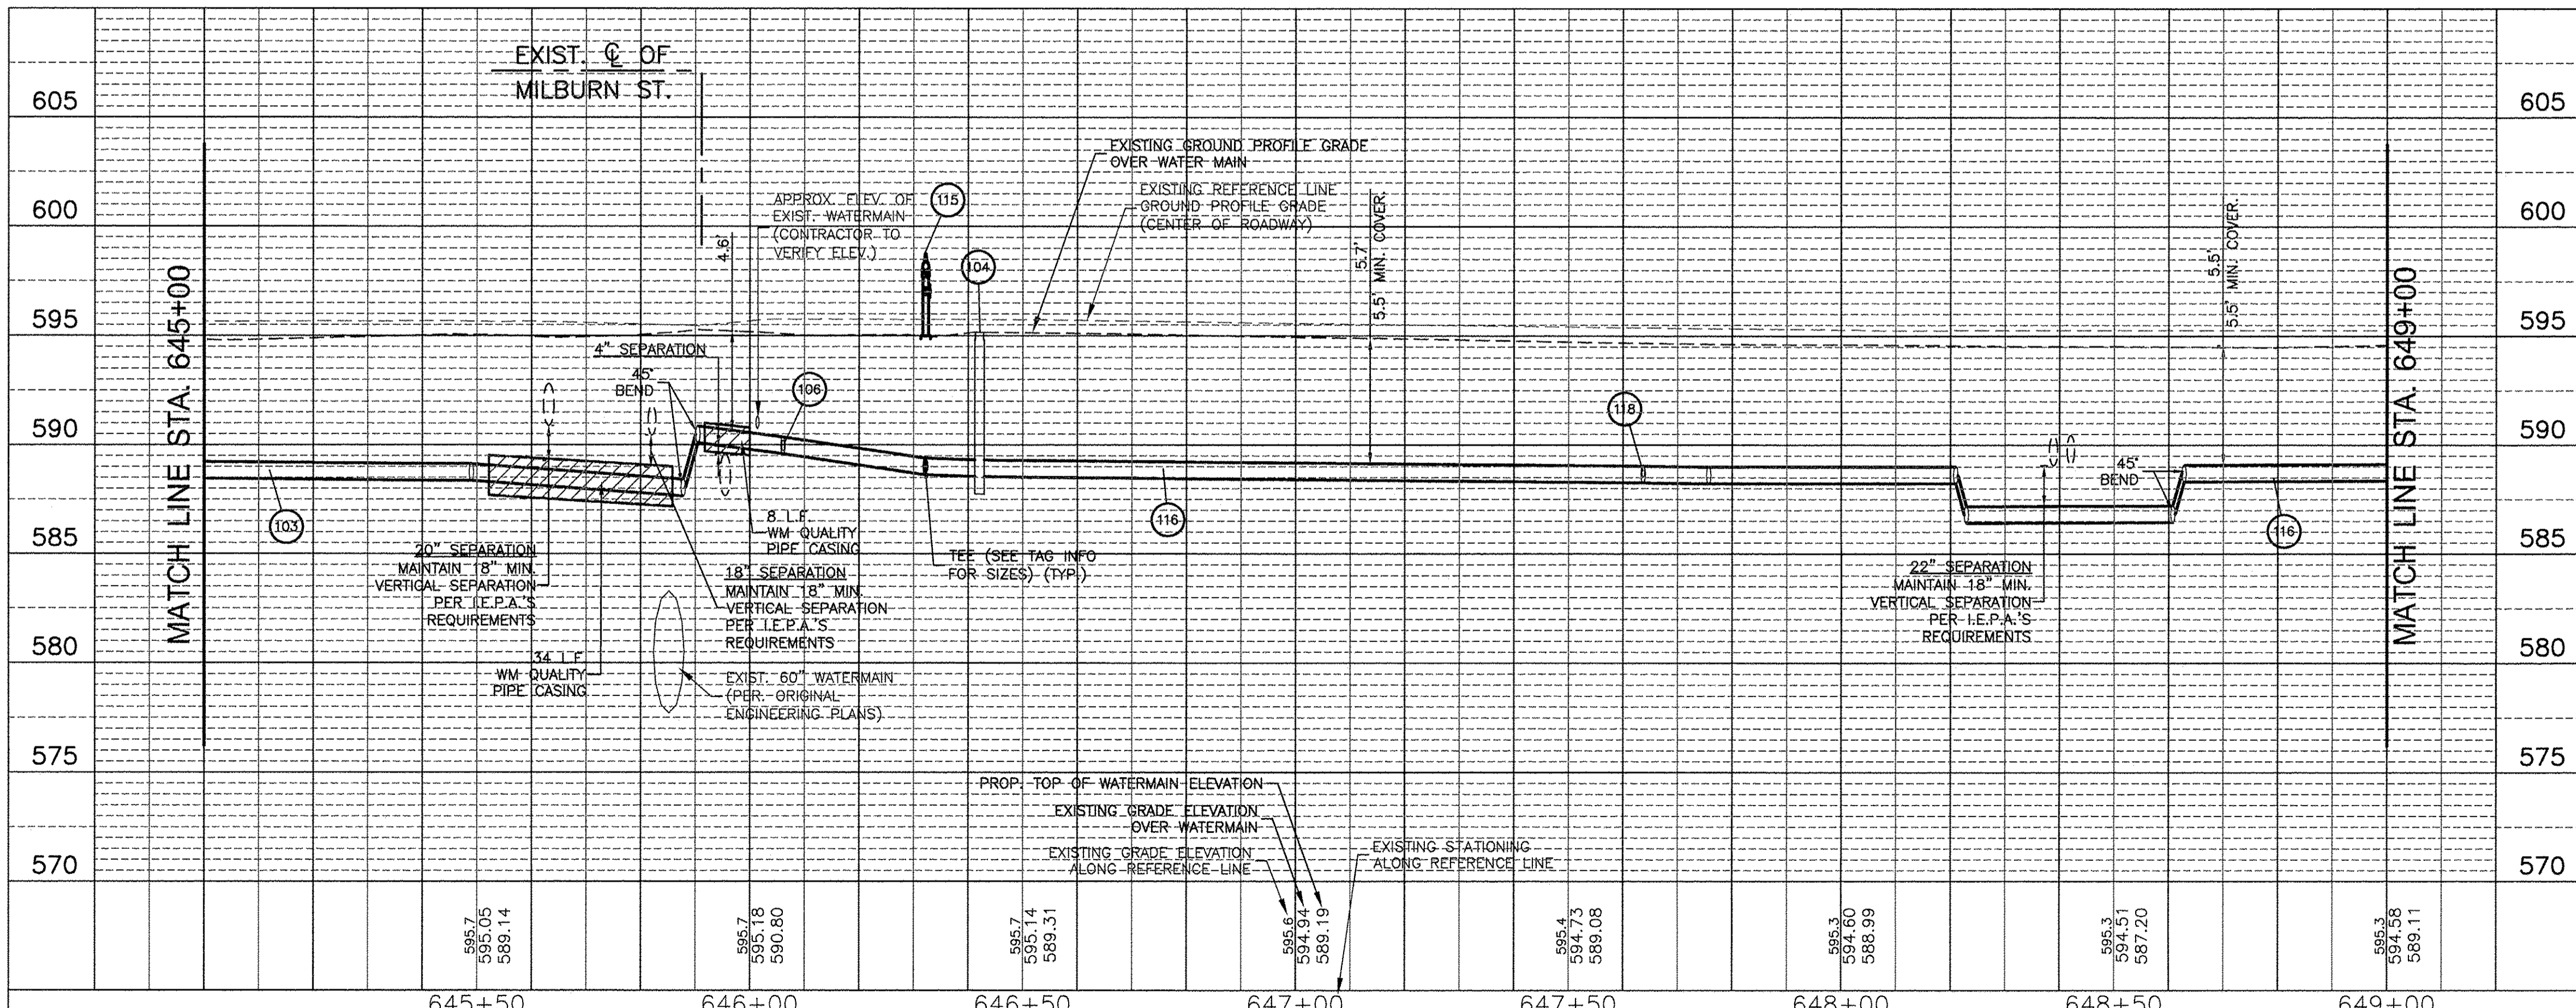 EXIST. ℄ OF
MILBURN ST.
605
605
EXISTING GROUND PROFILE GRADE
OVER WATER MAIN
EXISTING REFERENCE LINE
GROUND PROFILE GRADE
(CENTER OF ROADWAY)
APPROX. ELEV. OF
EXIST. WATERMAIN
(CONTRACTOR TO
VERIFY ELEV.)
115
104
4.6'
5.7'
5.5' MIN. COVER.
5.5'
5.5' MIN. COVER.
600
600
MATCH LINE STA. 645+00
MATCH LINE STA. 649+00
595
595
4" SEPARATION
45°
BEND
106
118
590
590
103
116
45°
BEND
116
8 L.F.
WM QUALITY
PIPE CASING
TEE (SEE TAG INFO
FOR SIZES) (TYP.)
585
585
20" SEPARATION
MAINTAIN 18" MIN.
VERTICAL SEPARATION
PER I.E.P.A.'S
REQUIREMENTS
18" SEPARATION
MAINTAIN 18" MIN.
VERTICAL SEPARATION
PER I.E.P.A.'S
REQUIREMENTS
22" SEPARATION
MAINTAIN 18" MIN.
VERTICAL SEPARATION
PER I.E.P.A.'S
REQUIREMENTS
580
580
34 L.F.
WM QUALITY
PIPE CASING
EXIST. 60" WATERMAIN
(PER. ORIGINAL
ENGINEERING PLANS)
575
575
PROP. TOP OF WATERMAIN ELEVATION
EXISTING GRADE ELEVATION
OVER WATERMAIN
EXISTING GRADE ELEVATION
ALONG REFERENCE LINE
EXISTING STATIONING
ALONG REFERENCE LINE
570
570
595.7
595.05
589.14
595.7
595.18
590.80
595.7
595.14
589.31
595.6
594.94
589.19
595.4
594.73
589.08
595.3
594.60
588.99
595.3
594.51
587.20
595.3
594.58
589.11
645+50
646+00
646+50
647+00
647+50
648+00
648+50
649+00